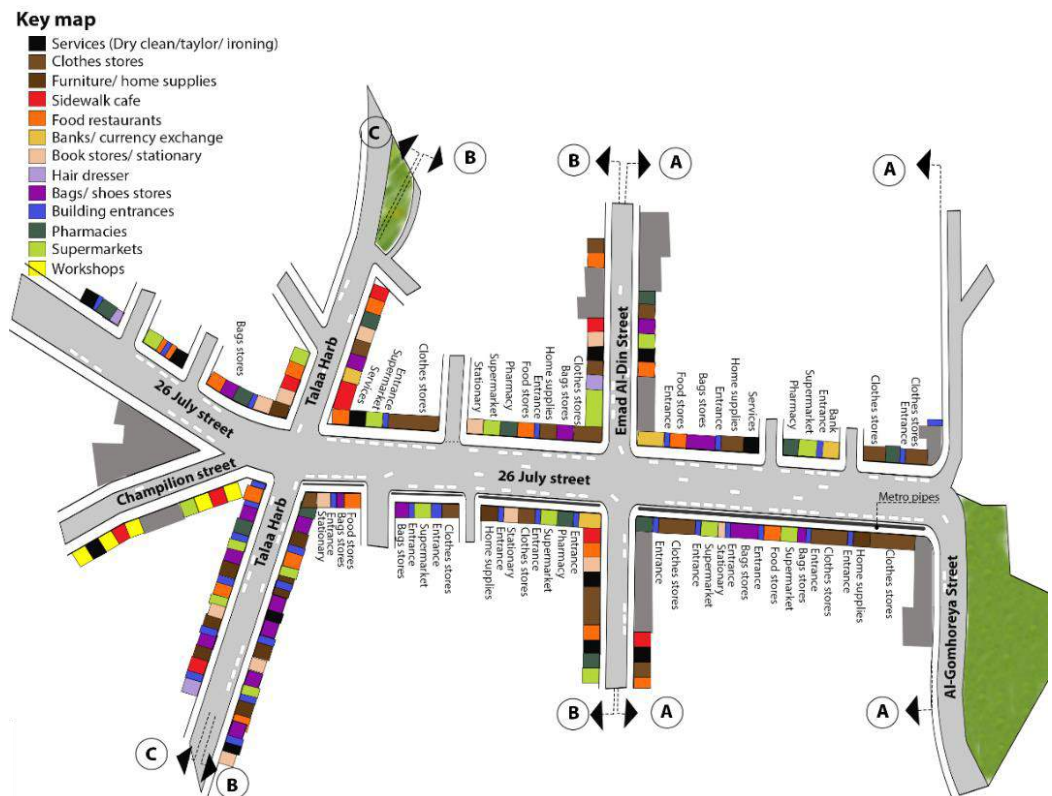 Key map
Services (Dry clean/taylor/ ironing)
Clothes stores
Furniture/ home supplies
Sidewalk cafe
Food restaurants
Banks/ currency exchange
Book stores/ stationary
Hair dresser
Bags/ shoes stores
Building entrances
Pharmacies
Supermarkets
Workshops
C
B
B
A
A
Talaa Harb
Emad Al-Din Street
26 July street
Bags stores
Services
Supermarket
Entrance
Clothes stores
Stationary
Supermarket
Pharmacy
Food stores
Entrance
Home supplies
Bags stores
Clothes stores
Entrance
Food stores
Bags stores
Entrance
Home supplies
Services
Pharmacy
Supermarket
Entrance
Bank
Clothes stores
Entrance
Clothes stores
Champilion street
26 July street
Metro pipes
Talaa Harb
Stationary
Entrance
Bags stores
Food stores
Bags stores
Entrance
Supermarket
Entrance
Clothes stores
Home supplies
Entrance
Stationary
Clothes stores
Entrance
Supermarket
Pharmacy
Entrance
Entrance
Clothes stores
Entrance
Supermarket
Stationary
Entrance
Bags stores
Entrance
Food stores
Supermarket
Bags stores
Entrance
Clothes stores
Entrance
Home supplies
Clothes stores
Al-Gomhoreya Street
C
B
B
A
A